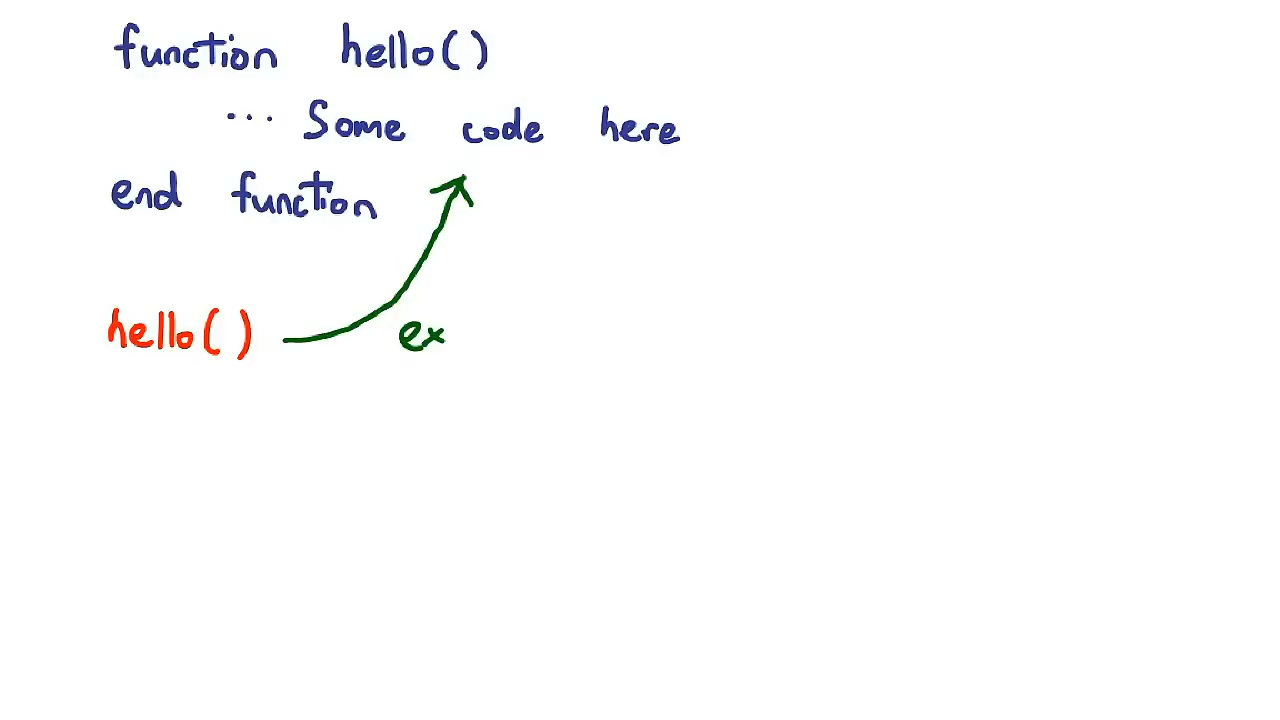 function hello()
... Some code here
end function
hello()
ex